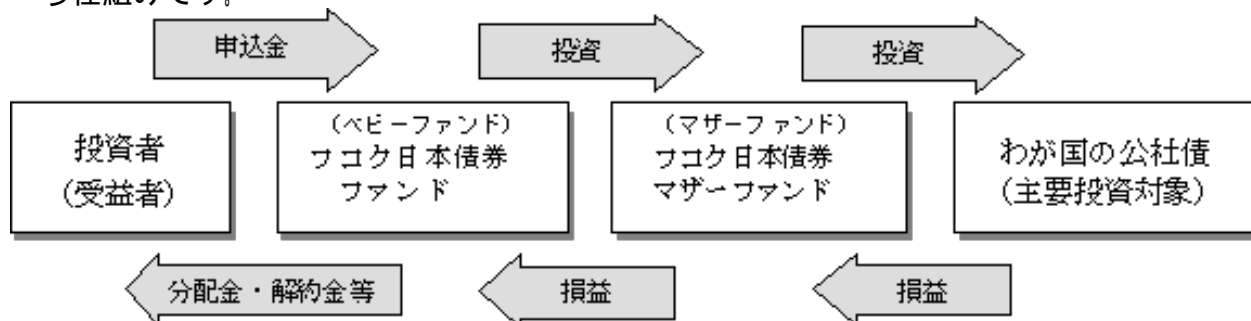 う仕組みです。
申込金
投資
投資
投資者
(受益者)
(ベビーファンド)
フコク日本債券
ファンド
(マザーファンド)
フコク日本債券
マザーファンド
わが国の公社債
(主要投資対象)
分配金・解約金等
損益
損益